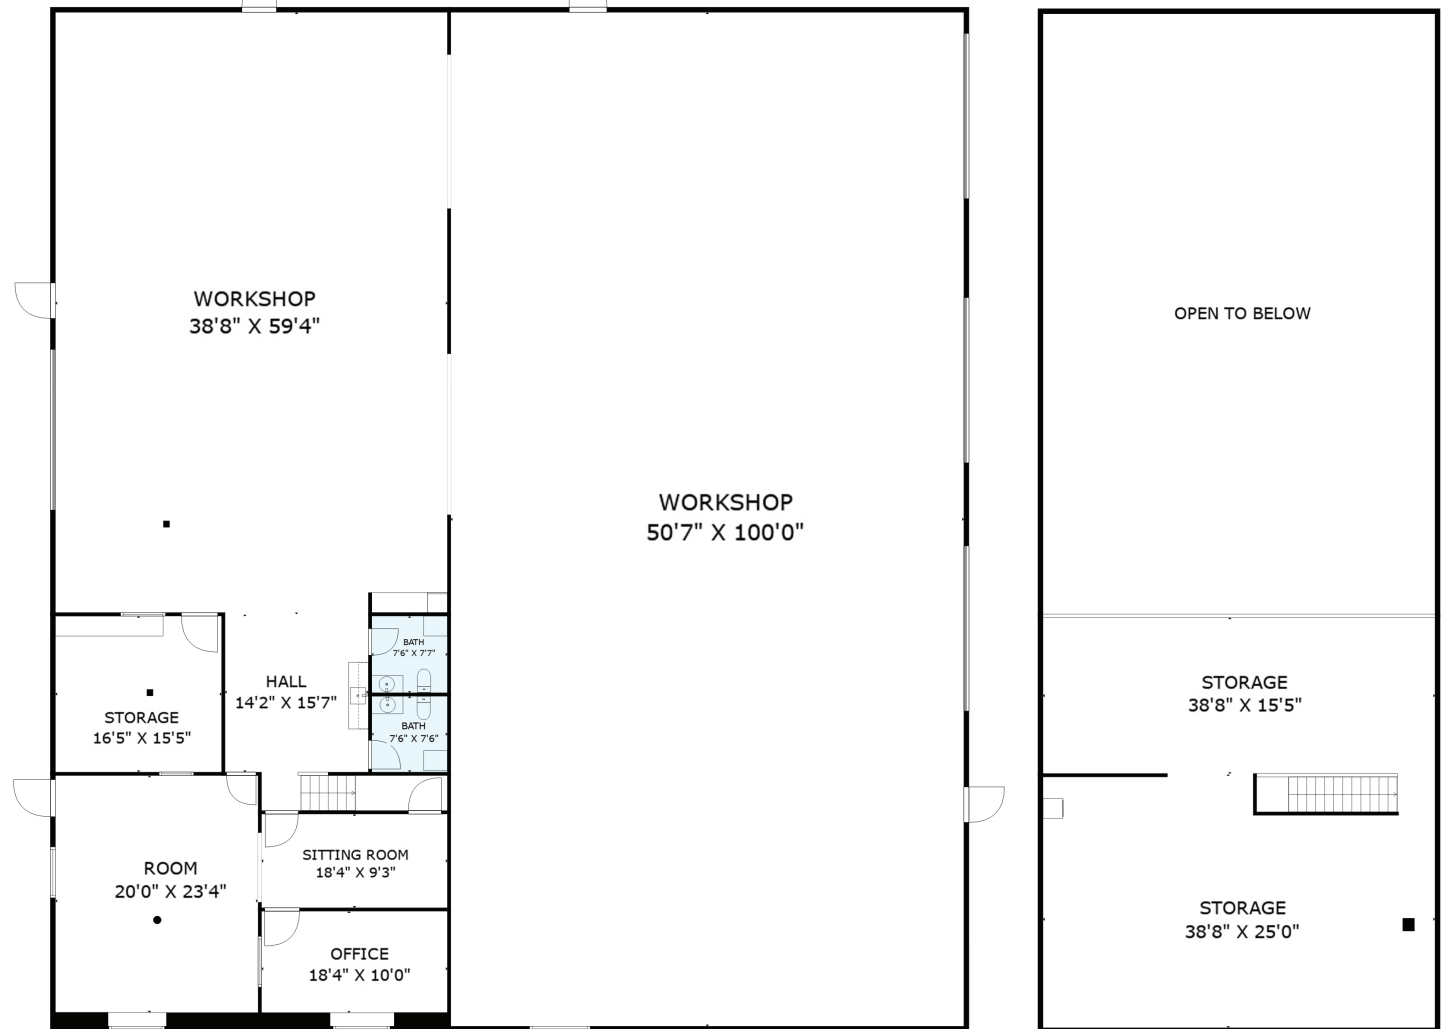 WORKSHOP
38'8" X 59'4"
WORKSHOP
50'7" X 100'0"
BATH
7'6" X 7'7"
HALL
14'2" X 15'7"
STORAGE
16'5" X 15'5"
BATH
7'6" X 7'6"
SITTING ROOM
18'4" X 9'3"
ROOM
20'0" X 23'4"
OFFICE
18'4" X 10'0"
OPEN TO BELOW
STORAGE
38'8" X 15'5"
STORAGE
38'8" X 25'0"